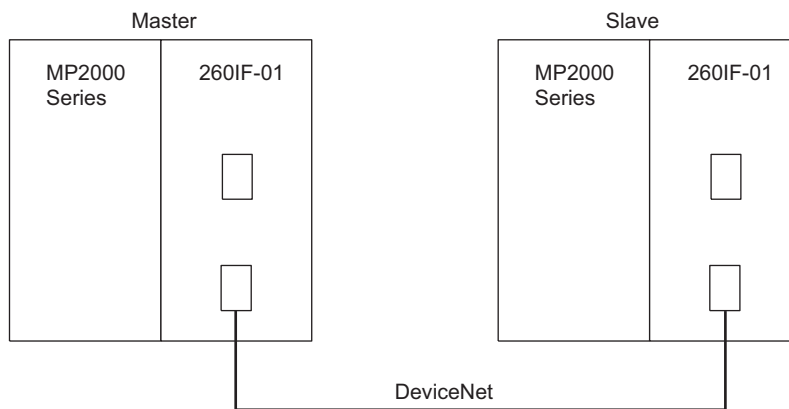 Master
Slave
MP2000
Series
260IF-01
MP2000
Series
260IF-01
DeviceNet